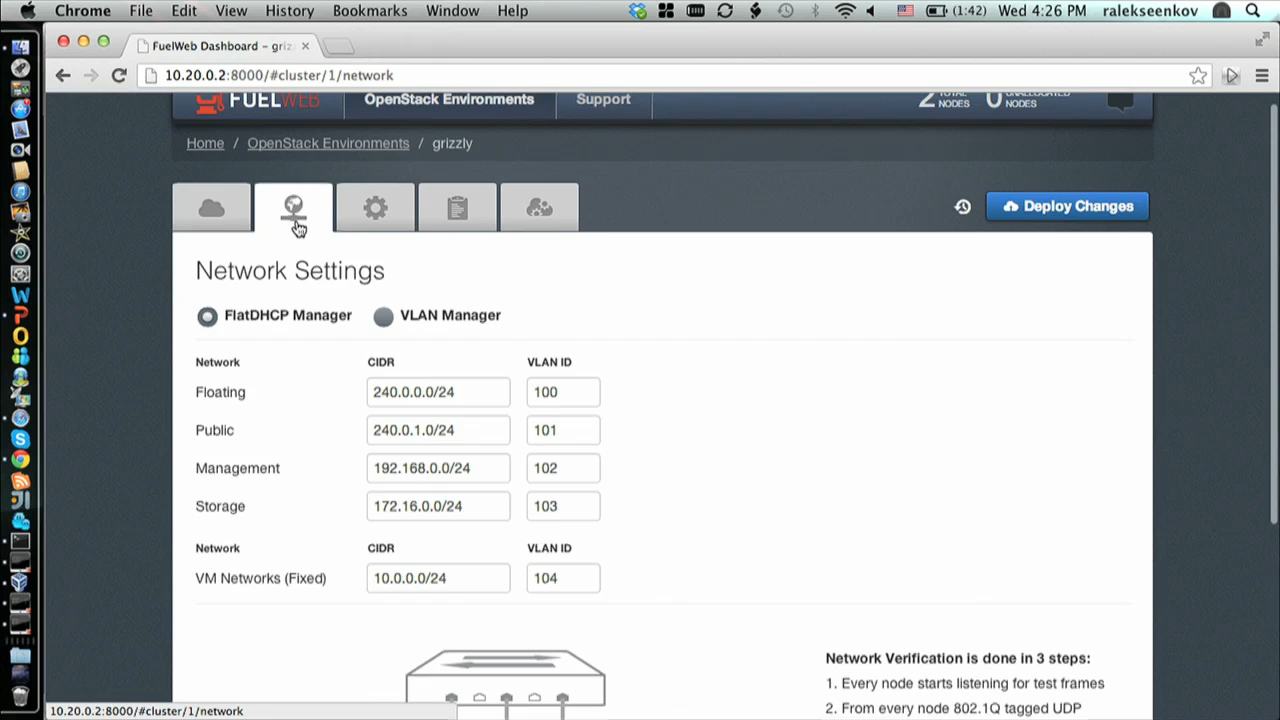 Chrome File Edit View History Bookmarks Window Help (1:42) Wed 4:26 PM ralekseenkov
FuelWeb Dashboard – griz
10.20.0.2:8000/#cluster/1/network
FUELWEB OpenStack Environments Support 2 TOTAL NODES 0 UNALLOCATED NODES
Home / OpenStack Environments / grizzly
Deploy Changes
Network Settings
FlatDHCP Manager VLAN Manager
Network CIDR VLAN ID
Floating 240.0.0.0/24 100
Public 240.0.1.0/24 101
Management 192.168.0.0/24 102
Storage 172.16.0.0/24 103
Network CIDR VLAN ID
VM Networks (Fixed) 10.0.0.0/24 104
Network Verification is done in 3 steps:
1. Every node starts listening for test frames
2. From every node 802.1Q tagged UDP
10.20.0.2:8000/#cluster/1/network